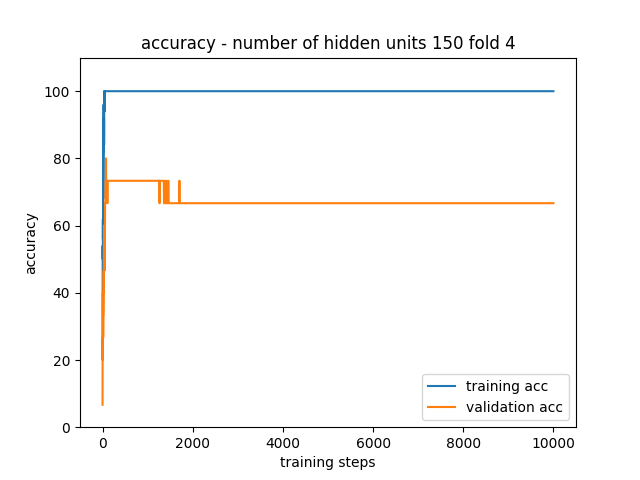 accuracy - number of hidden units 150 fold 4
100
80
60
40
20
0
accuracy
0
2000
4000
6000
8000
10000
training steps
training acc
validation acc